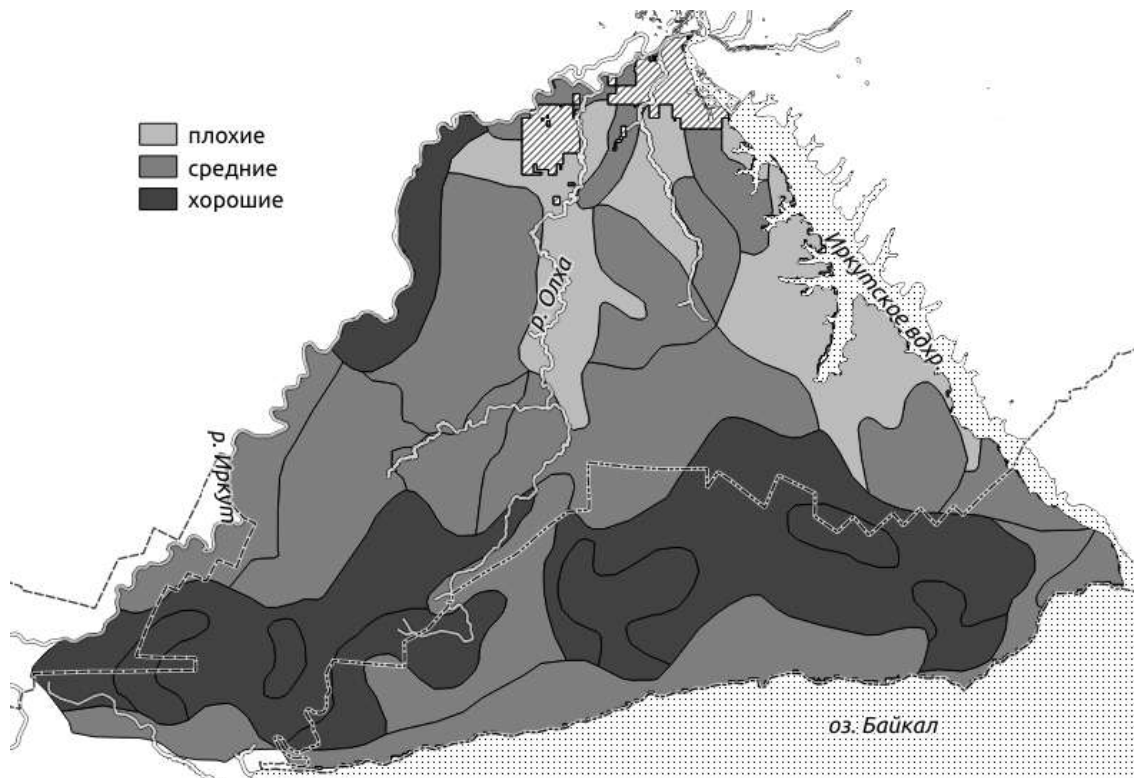 плохие
средние
хорошие
р. Олха
Иркутское вдхр.
р. Иркут
оз. Байкал